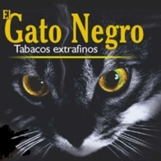 El
Gato Negro
Tabacos extrafinos